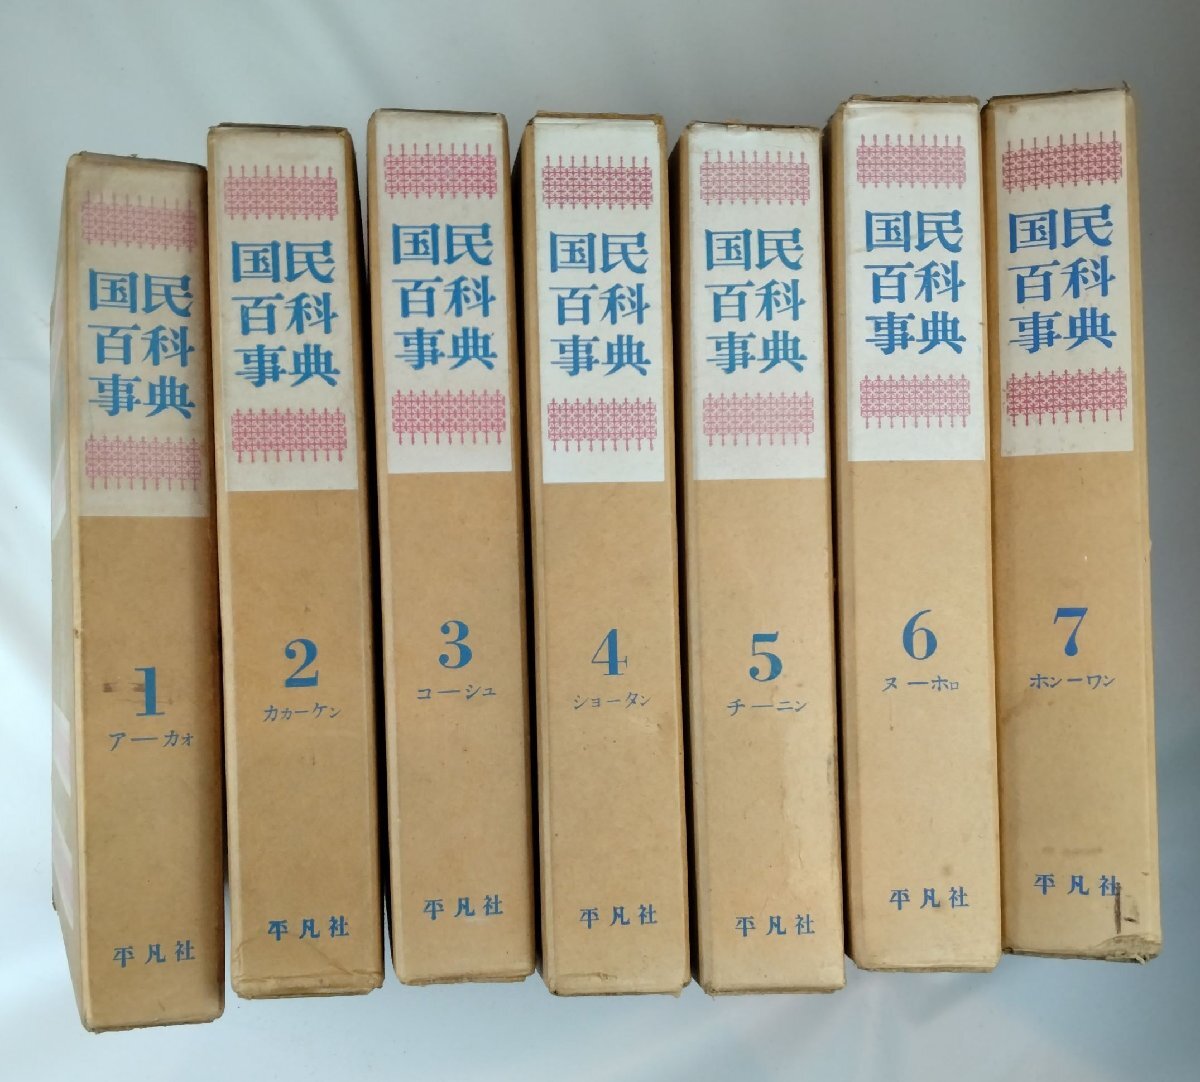 国民
百科
事典
1
アーカォ
平凡社
国民
百科
事典
2
カカーケン
平凡社
国民
百科
事典
3
コーシュ
平凡社
国民
百科
事典
4
ショータン
平凡社
国民
百科
事典
5
チーニン
平凡社
国民
百科
事典
6
ヌーホロ
平凡社
国民
百科
事典
7
ホンーワン
平凡社